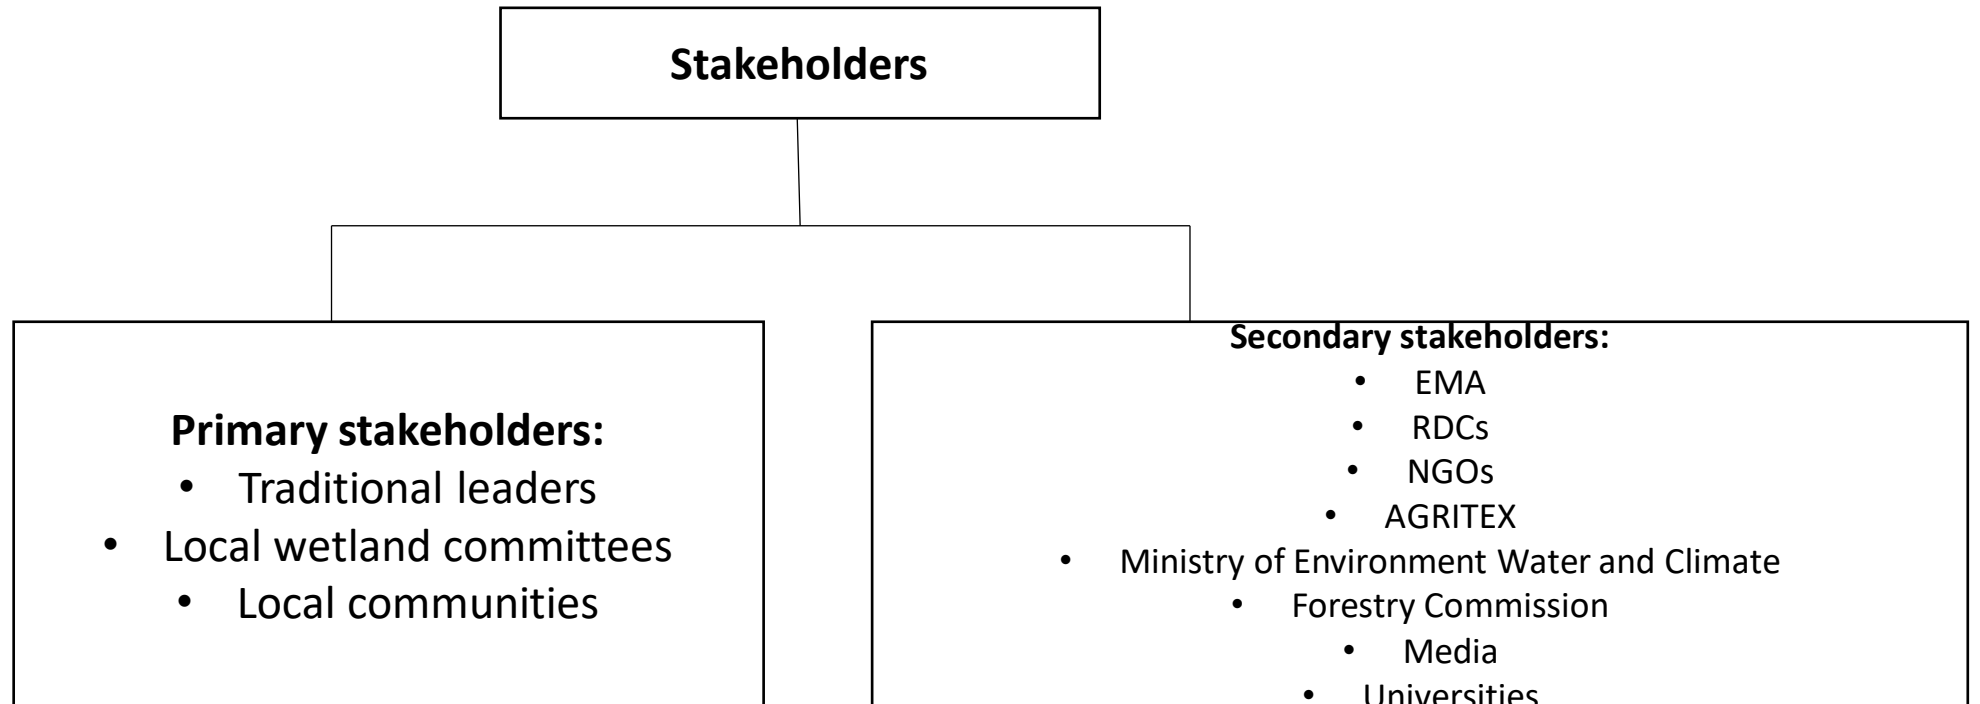 Stakeholders
Primary stakeholders:
• Traditional leaders
• Local wetland committees
• Local communities
Secondary stakeholders:
• EMA
• RDCs
• NGOs
• AGRITEX
• Ministry of Environment Water and Climate
• Forestry Commission
• Media
• Universities